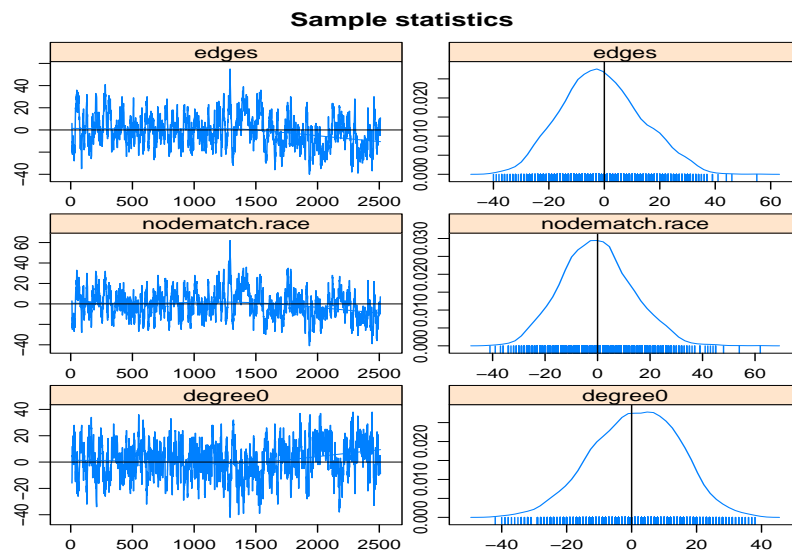 Sample statistics
edges
edges
−40 0 20 40
0.000 0.010 0.020
0 500 1000 1500 2000 2500
−40 −20 0 20 40 60
nodematch.race
nodematch.race
−40 0 20 40 60
0.000 0.010 0.020 0.030
0 500 1000 1500 2000 2500
−40 −20 0 20 40 60
degree0
degree0
−40 0 20 40
0.000 0.010 0.020
0 500 1000 1500 2000 2500
−40 −20 0 20 40